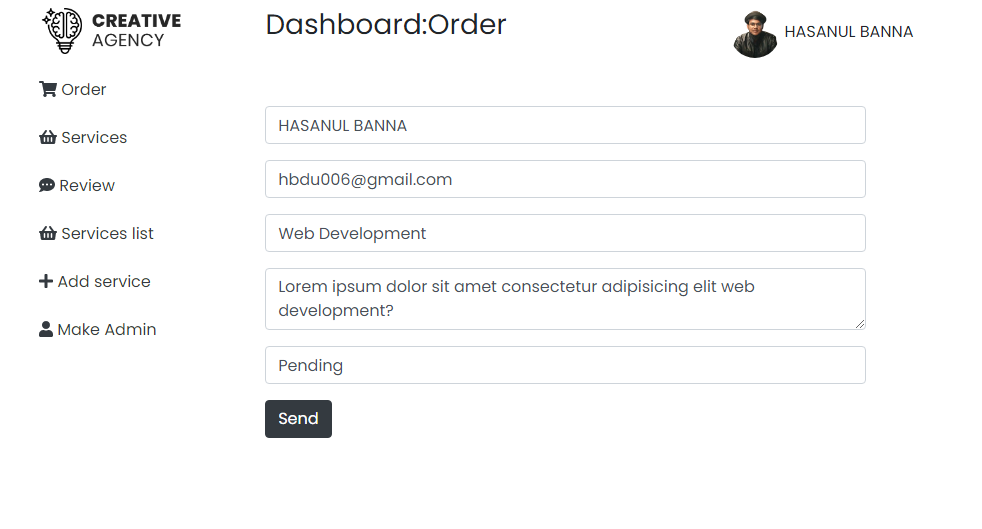 CREATIVE
AGENCY
Dashboard:Order
HASANUL BANNA
Order
Services
Review
Services list
Add service
Make Admin
HASANUL BANNA
hbdu006@gmail.com
Web Development
Lorem ipsum dolor sit amet consectetur adipisicing elit web
development?
Pending
Send